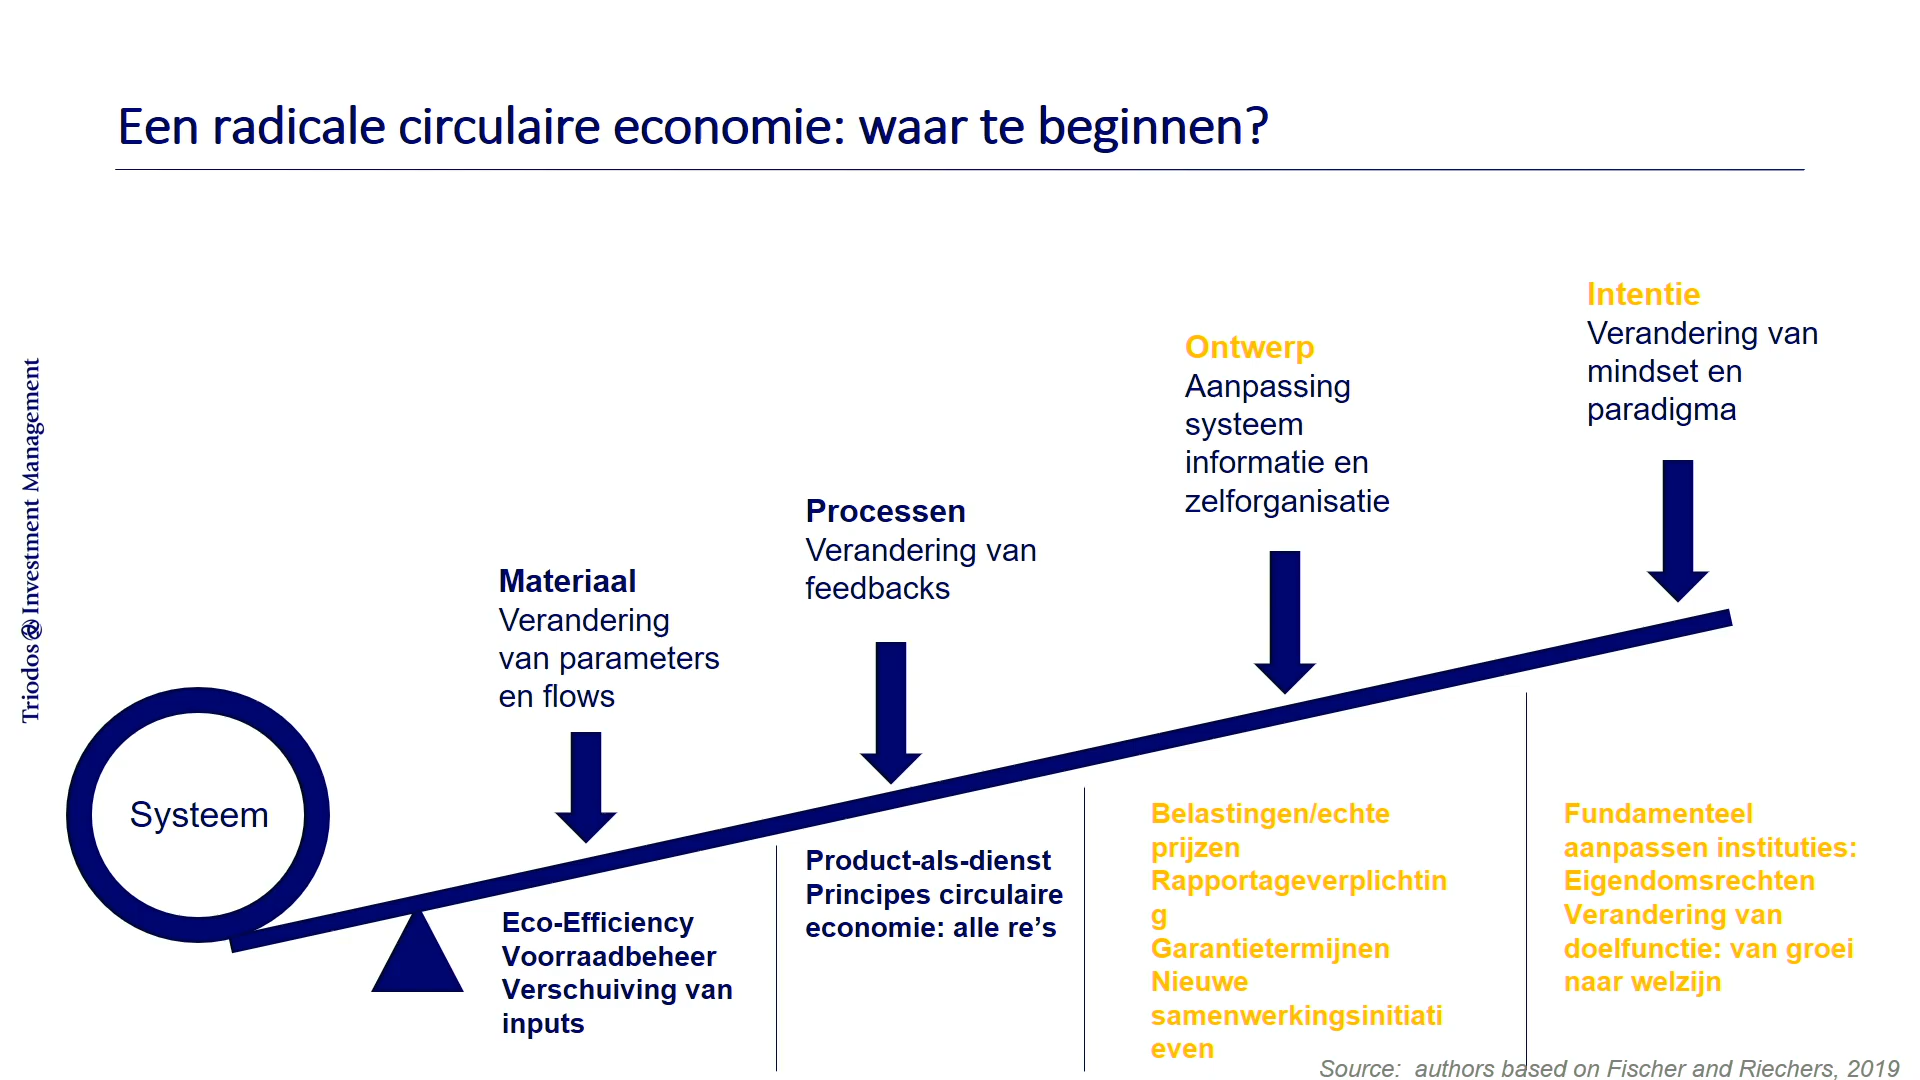 Een radicale circulaire economie: waar te beginnen?
Triodos Investment Management
Systeem
Materiaal
Verandering
van parameters
en flows
Processen
Verandering van
feedbacks
Ontwerp
Aanpassing
systeem
informatie en
zelforganisatie
Intentie
Verandering van
mindset en
paradigma
Eco-Efficiency
Voorraadbeheer
Verschuiving van
inputs
Product-als-dienst
Principes circulaire
economie: alle re’s
Belastingen/echte
prijzen
Rapportageverplichtin
g
Garantietermijnen
Nieuwe
samenwerkingsinitiati
even
Fundamenteel
aanpassen instituties:
Eigendomsrechten
Verandering van
doelfunctie: van groei
naar welzijn
Source: authors based on Fischer and Riechers, 2019